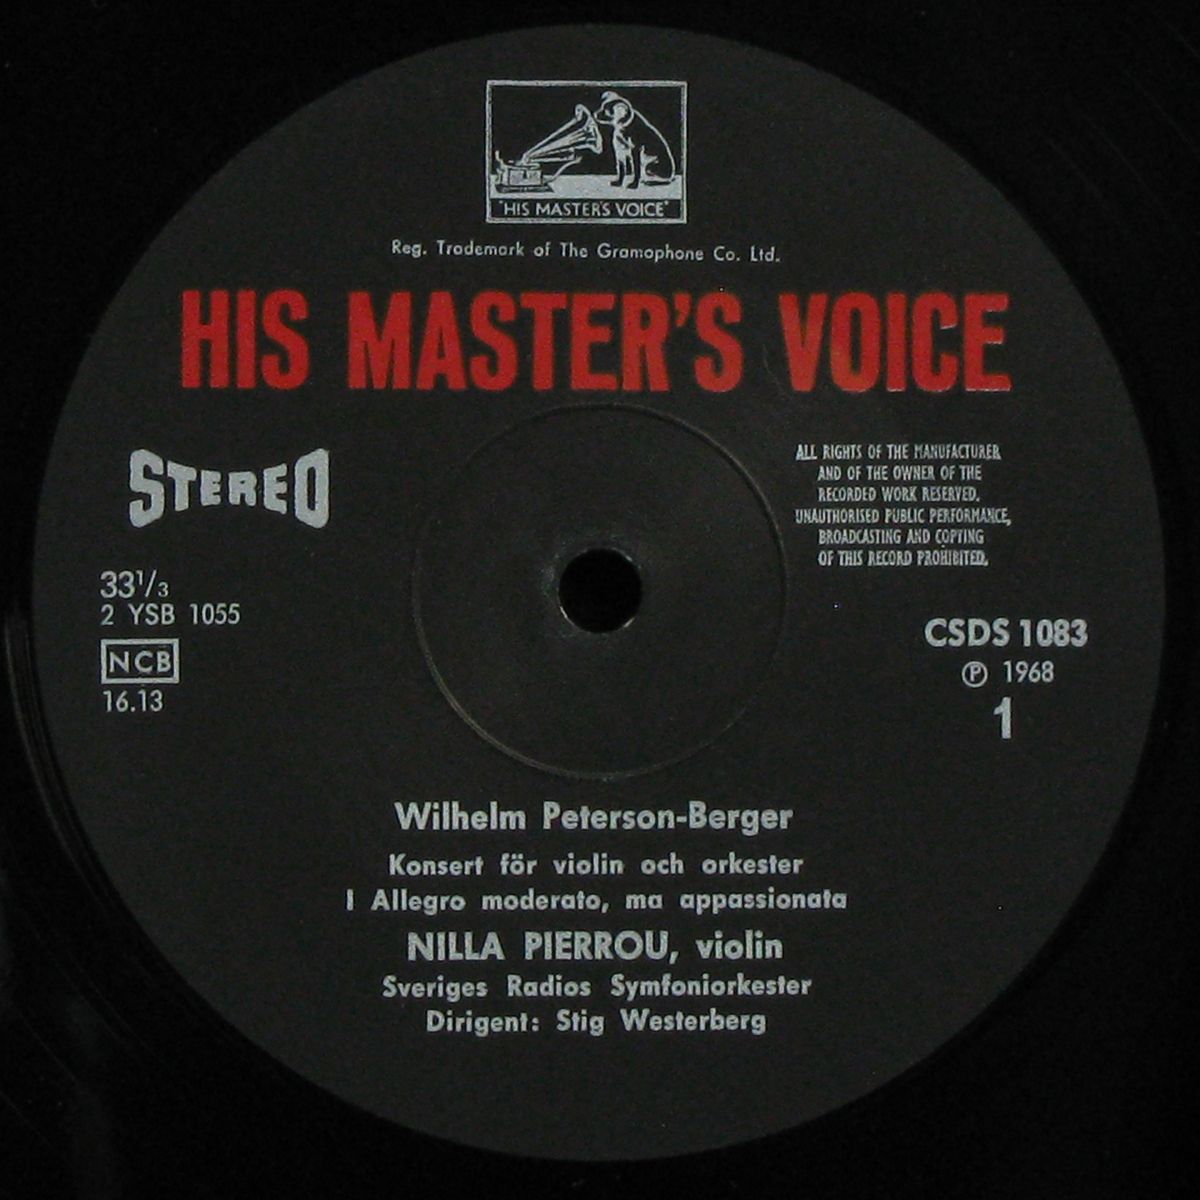 "HIS MASTER'S VOICE"
Reg. Trademark of The Gramophone Co. Ltd.
HIS MASTER'S VOICE
STEREO
33 1/3
2 YSB 1055
NCB
16.13
ALL RIGHTS OF THE MANUFACTURER
AND OF THE OWNER OF THE
RECORDED WORK RESERVED.
UNAUTHORISED PUBLIC PERFORMANCE,
BROADCASTING AND COPYING
OF THIS RECORD PROHIBITED.
CSDS 1083
℗ 1968
1
Wilhelm Peterson-Berger
Konsert för violin och orkester
I Allegro moderato, ma appassionata
NILLA PIERROU, violin
Sveriges Radios Symfoniorkester
Dirigent: Stig Westerberg